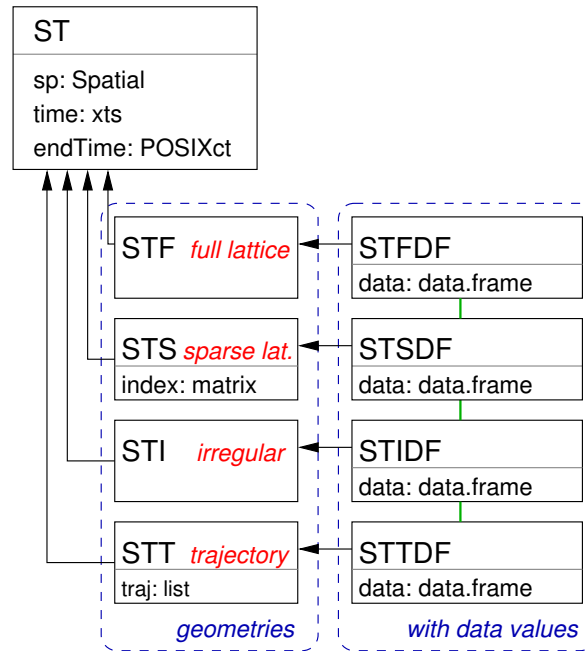 ST
sp: Spatial
time: xts
endTime: POSIXct
STF full lattice
STFDF
data: data.frame
STS sparse lat.
index: matrix
STSDF
data: data.frame
STI irregular
STIDF
data: data.frame
STT trajectory
traj: list
STTDF
data: data.frame
geometries
with data values